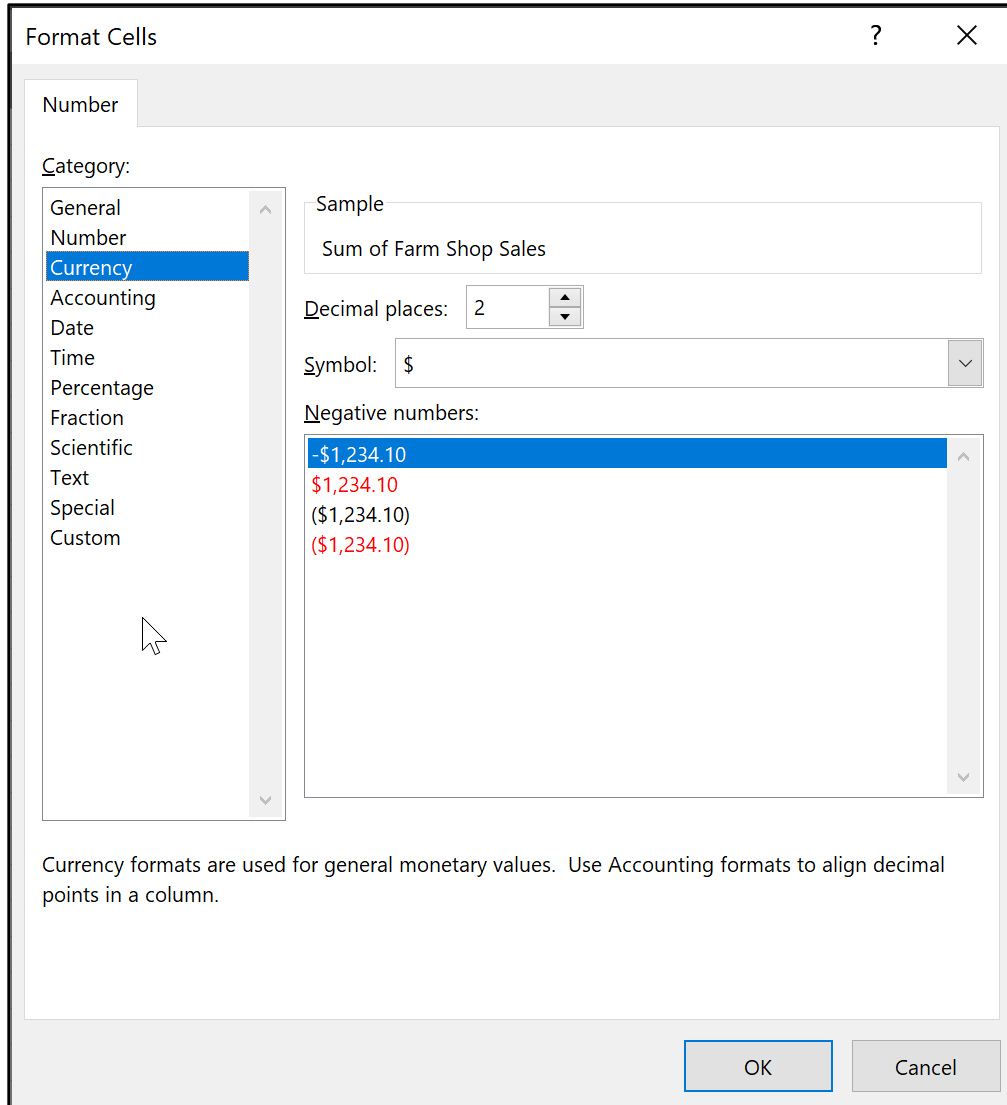 Format Cells ?
Number
Category:
General
Number
Currency
Accounting
Date
Time
Percentage
Fraction
Scientific
Text
Special
Custom
Sample
Sum of Farm Shop Sales
Decimal places: 2
Symbol: $
Negative numbers:
-$1,234.10
$1,234.10
($1,234.10)
($1,234.10)
Currency formats are used for general monetary values.  Use Accounting formats to align decimal
points in a column.
OK Cancel